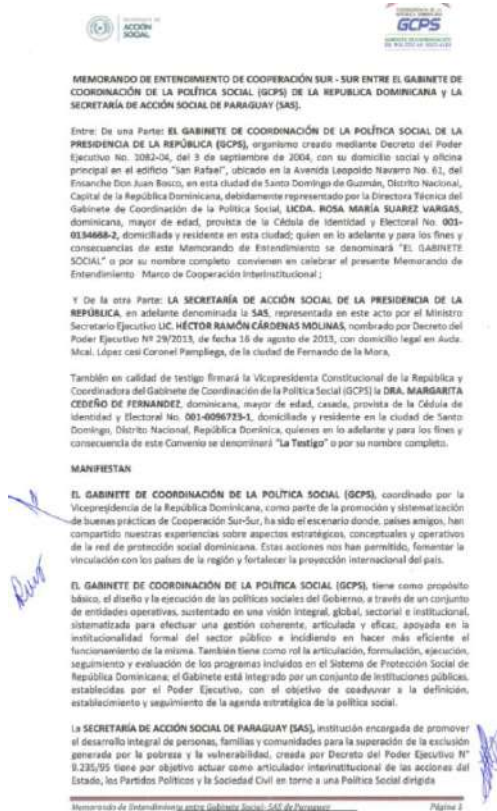 SECRETARÍA DE
ACCIÓN
SOCIAL
GCPS
MEMORANDO DE ENTENDIMIENTO DE COOPERACIÓN SUR - SUR ENTRE EL GABINETE DE
COORDINACIÓN DE LA POLÍTICA SOCIAL (GCPS) DE LA REPUBLICA DOMINICANA y LA
SECRETARÍA DE ACCIÓN SOCIAL DE PARAGUAY (SAS).
Entre: De una Parte: EL GABINETE DE COORDINACIÓN DE LA POLÍTICA SOCIAL DE LA
PRESIDENCIA DE LA REPÚBLICA (GCPS), organismo creado mediante Decreto del Poder
Ejecutivo No. 1082-04, del 3 de septiembre de 2004, con su domicilio social y oficina
principal en el edificio "San Rafael", ubicado en la Avenida Leopoldo Navarro No. 61, del
Ensanche Don Juan Bosco, en esta ciudad de Santo Domingo de Guzmán, Distrito Nacional,
Capital de la República Dominicana, debidamente representado por la Directora Técnica del
Gabinete de Coordinación de la Política Social, LICDA. ROSA MARÍA SUAREZ VARGAS,
dominicana, mayor de edad, provista de la Cédula de Identidad y Electoral No. 001-
0134668-2, domiciliada y residente en esta ciudad; quien en lo adelante y para los fines y
consecuencias de este Memorando de Entendimiento se denominará "EL GABINETE
SOCIAL" o por su nombre completo convienen en celebrar el presente Memorando de
Entendimiento Marco de Cooperación Interinstitucional ;
Y De la otra Parte: LA SECRETARÍA DE ACCIÓN SOCIAL DE LA PRESIDENCIA DE LA
REPÚBLICA, en adelante denominada la SAS, representada en este acto por el Ministro
Secretario Ejecutivo LIC. HÉCTOR RAMÓN CÁRDENAS MOLINAS, nombrado por Decreto del
Poder Ejecutivo Nº 29/2013, de fecha 16 de agosto de 2013, con domicilio legal en Avda.
Mcal. López casi Coronel Pampliega, de la ciudad de Fernando de la Mora,
También en calidad de testigo firmará la Vicepresidenta Constitucional de la República y
Coordinadora del Gabinete de Coordinación de la Política Social (GCPS) la DRA. MARGARITA
CEDEÑO DE FERNANDEZ, dominicana, mayor de edad, casada, provista de la Cédula de
Identidad y Electoral No. 001-0096723-1, domiciliada y residente en la ciudad de Santo
Domingo, Distrito Nacional, República Dominica, quienes en lo adelante y para los fines y
consecuencia de este Convenio se denominará "La Testigo" o por su nombre completo.
MANIFIESTAN
EL GABINETE DE COORDINACIÓN DE LA POLÍTICA SOCIAL (GCPS), coordinado por la
Vicepresidencia de la República Dominicana, como parte de la promoción y sistematización
de buenas prácticas de Cooperación Sur-Sur, ha sido el escenario donde, países amigos, han
compartido nuestras experiencias sobre aspectos estratégicos, conceptuales y operativos
de la red de protección social dominicana. Estas acciones nos han permitido, fomentar la
vinculación con los países de la región y fortalecer la proyección internacional del país.
EL GABINETE DE COORDINACIÓN DE LA POLÍTICA SOCIAL (GCPS), tiene como propósito
básico, el diseño y la ejecución de las políticas sociales del Gobierno, a través de un conjunto
de entidades operativas, sustentado en una visión integral, global, sectorial e institucional,
sistematizada para efectuar una gestión coherente, articulada y eficaz, apoyada en la
institucionalidad formal del sector público e incidiendo en hacer más eficiente el
funcionamiento de la misma. También tiene como rol la articulación, formulación, ejecución,
seguimiento y evaluación de los programas incluidos en el Sistema de Protección Social de
República Dominicana; el Gabinete está integrado por un conjunto de instituciones públicas,
establecidas por el Poder Ejecutivo, con el objetivo de coadyuvar a la definición,
establecimiento y seguimiento de la agenda estratégica de la política social.
La SECRETARÍA DE ACCIÓN SOCIAL DE PARAGUAY (SAS), institución encargada de promover
el desarrollo integral de personas, familias y comunidades para la superación de la exclusión
generada por la pobreza y la vulnerabilidad, creada por Decreto del Poder Ejecutivo N°
9.235/95 tiene por objetivo actuar como articulador interinstitucional de las acciones del
Estado, los Partidos Políticos y la Sociedad Civil en torno a una Política Social dirigida
Memorando de Entendimiento entre Gabinete Social- SAS de Paraguay Página 1